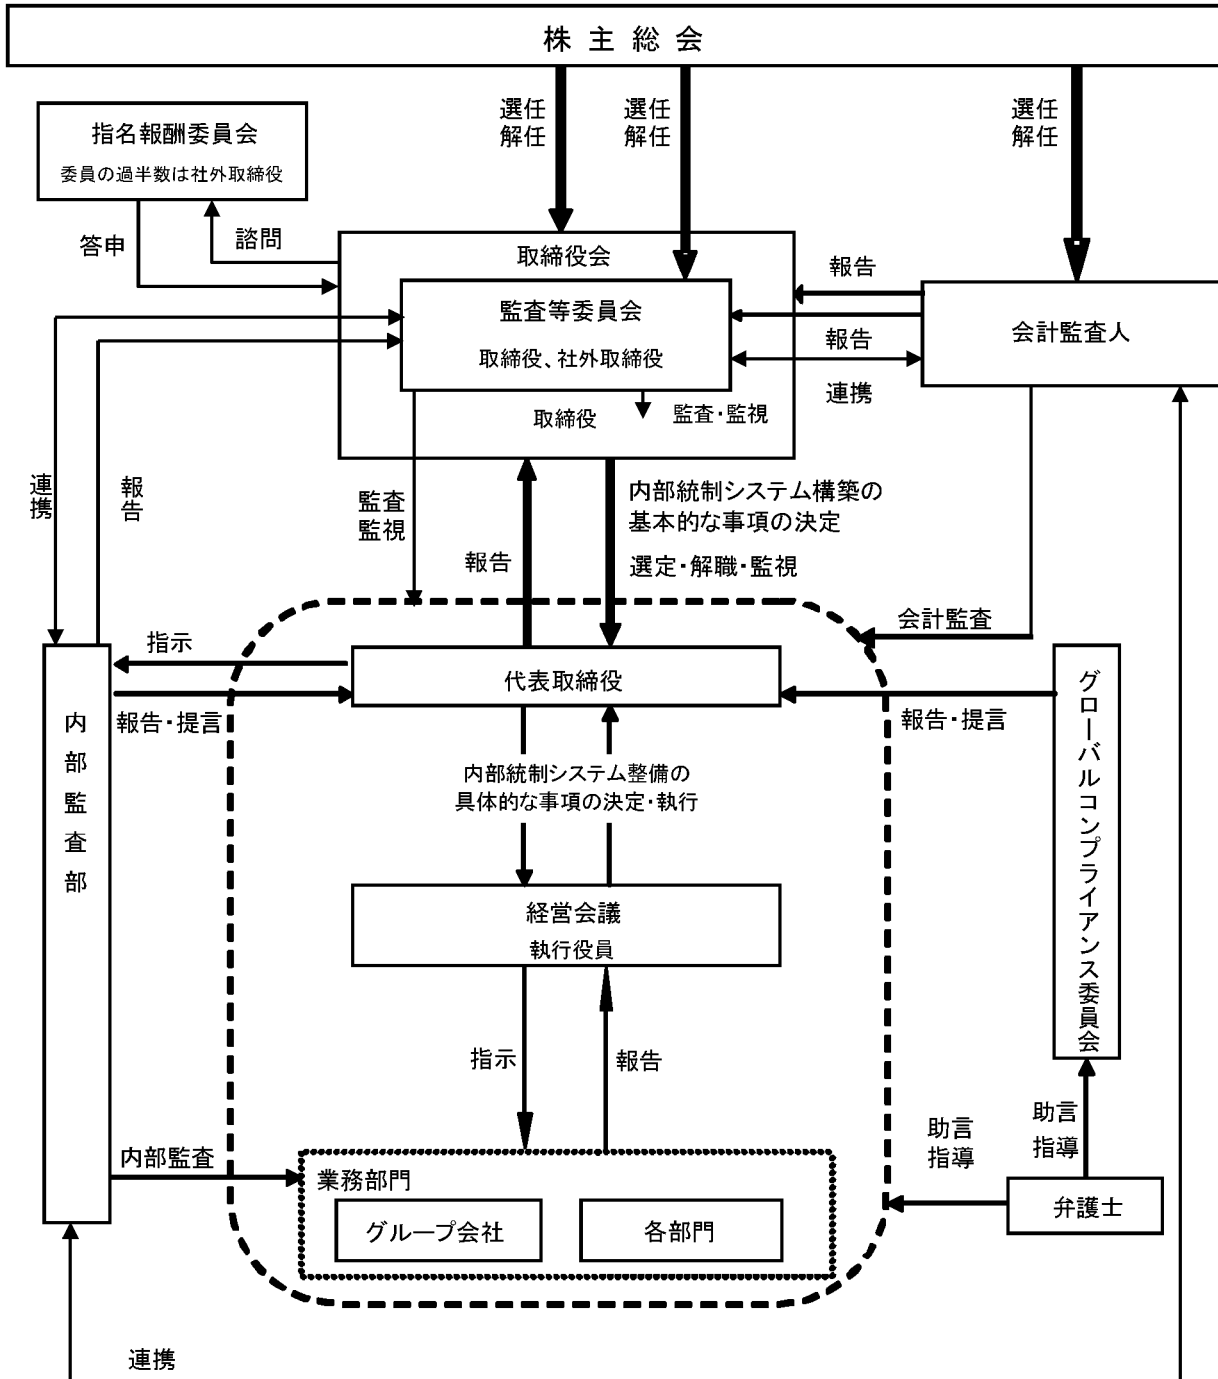 株主総会
選任
解任
選任
解任
選任
解任
指名報酬委員会
委員の過半数は社外取締役
答申
諮問
取締役会
監査等委員会
取締役、社外取締役
取締役
監査・監視
報告
報告
連携
会計監査人
連携
報告
監査
監視
報告
内部統制システム構築の
基本的な事項の決定
選定・解職・監視
会計監査
指示
報告・提言
代表取締役
報告・提言
内部監査部
グローバルコンプライアンス委員会
内部統制システム整備の
具体的な事項の決定・執行
経営会議
執行役員
指示
報告
助言
指導
助言
指導
内部監査
業務部門
グループ会社
各部門
弁護士
連携